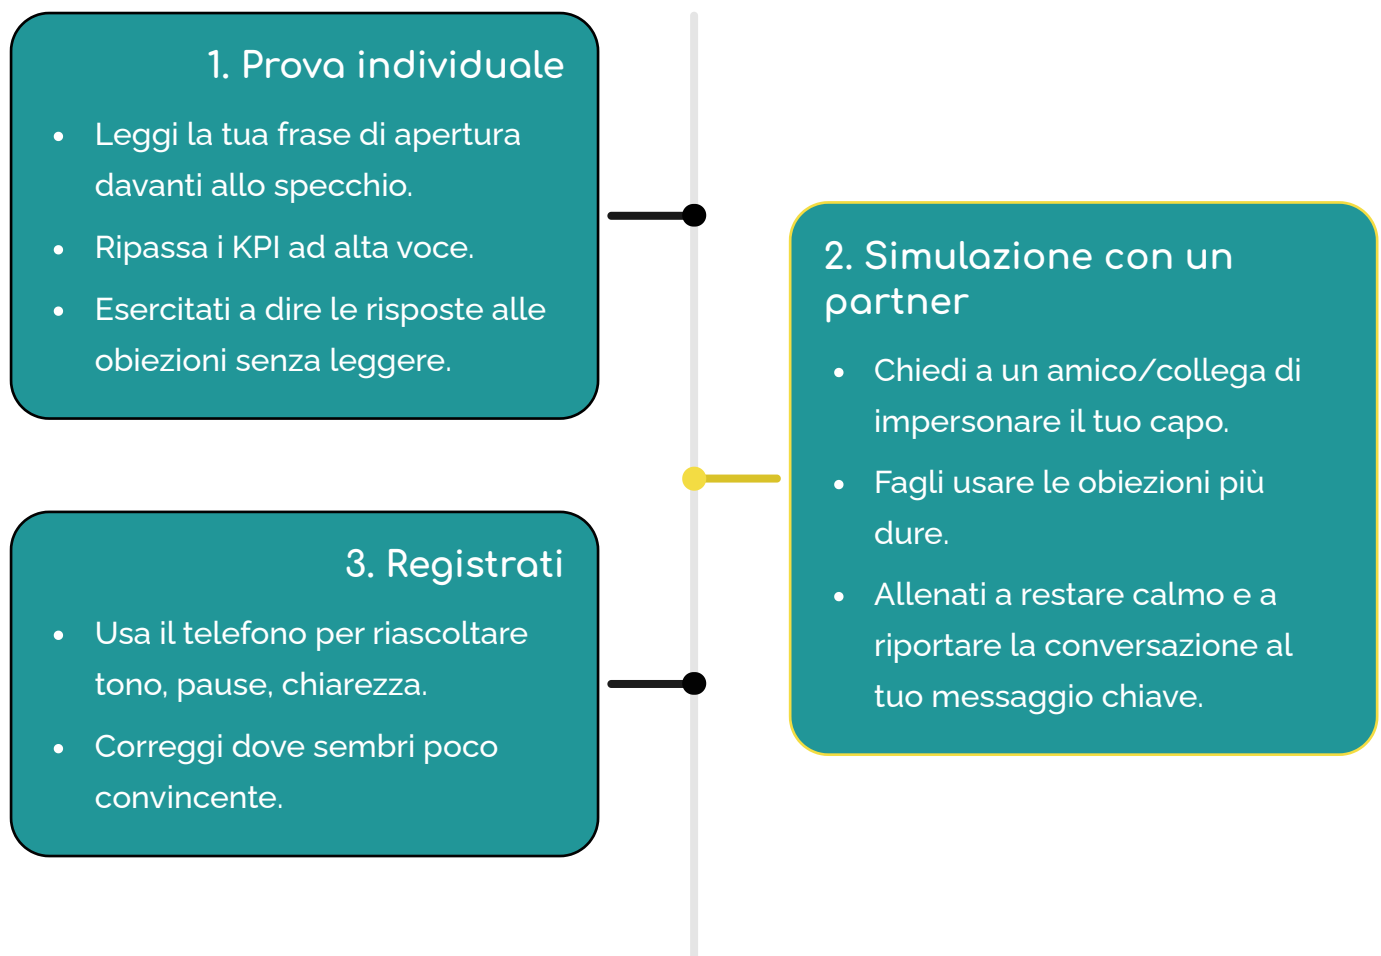 1. Prova individuale
• Leggi la tua frase di apertura
davanti allo specchio.
• Ripassa i KPI ad alta voce.
• Esercitati a dire le risposte alle
obiezioni senza leggere.
2. Simulazione con un
partner
• Chiedi a un amico/collega di
impersonare il tuo capo.
• Fagli usare le obiezioni più
dure.
• Allenati a restare calmo e a
riportare la conversazione al
tuo messaggio chiave.
3. Registrati
• Usa il telefono per riascoltare
tono, pause, chiarezza.
• Correggi dove sembri poco
convincente.